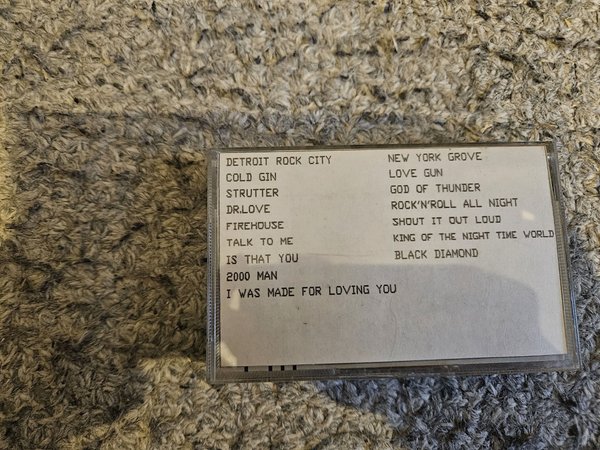 DETROIT ROCK CITY
COLD GIN
STRUTTER
DR.LOVE
FIREHOUSE
TALK TO ME
IS THAT YOU
2000 MAN
I WAS MADE FOR LOVING YOU
NEW YORK GROVE
LOVE GUN
GOD OF THUNDER
ROCK'N'ROLL ALL NIGHT
SHOUT IT OUT LOUD
KING OF THE NIGHT TIME WORLD
BLACK DIAMOND